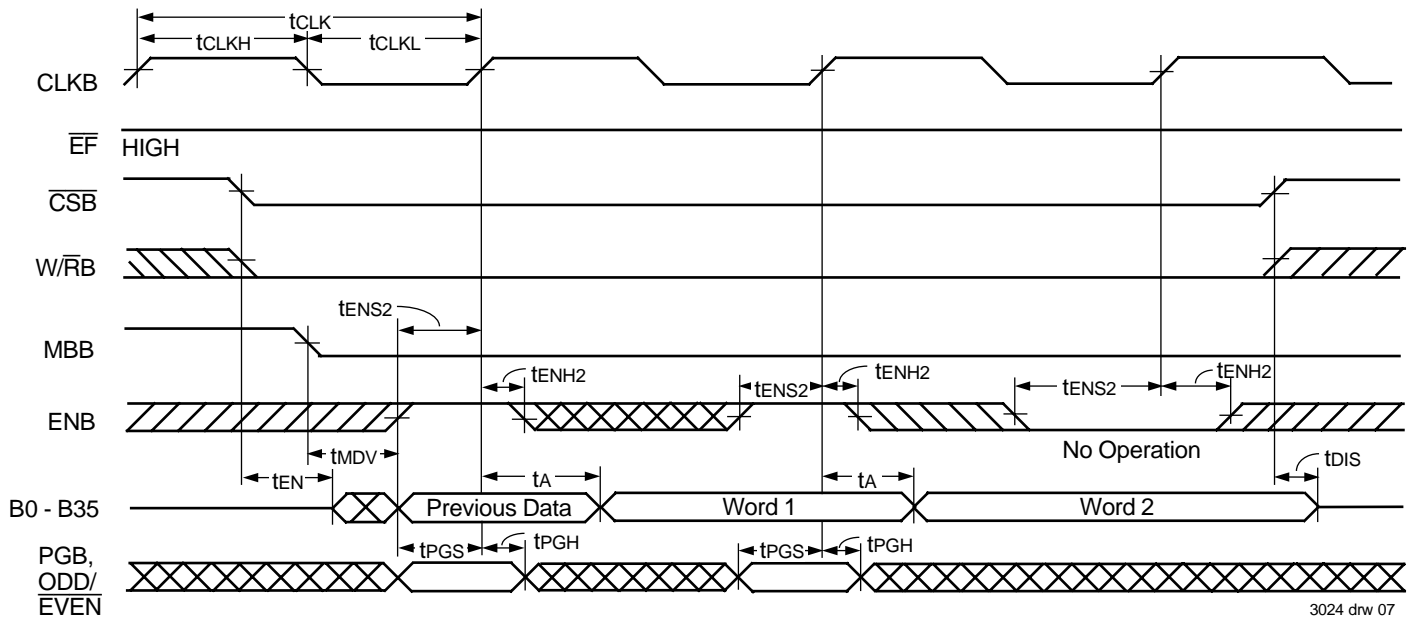 tCLK
tCLKH
tCLKL
CLKB
EF
HIGH
CSB
W/RB
tENS2
MBB
tENH2
tENS2
tENH2
tENS2
tENH2
ENB
No Operation
tMDV
tEN
tA
tA
tDIS
B0 - B35
Previous Data
Word 1
Word 2
tPGS
tPGH
tPGS
tPGH
PGB,
ODD/
EVEN
3024 drw 07